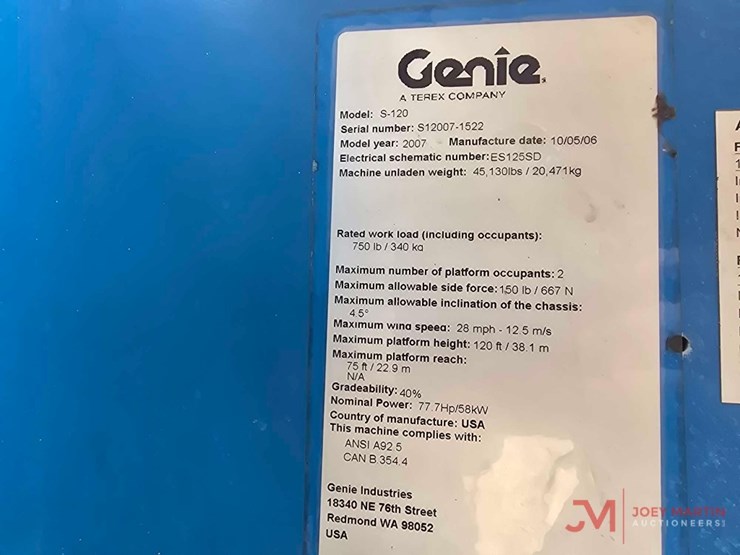 Genie
A TEREX COMPANY
Model: S-120
Serial number: S12007-1522
Model year: 2007 Manufacture date: 10/05/06
Electrical schematic number:ES125SD
Machine unladen weight: 45,130lbs / 20,471kg
Rated work load (including occupants):
750 lb / 340 kg
Maximum number of platform occupants: 2
Maximum allowable side force:150 lb / 667 N
Maximum allowable inclination of the chassis:
4.5°
Maximum wind speed: 28 mph - 12.5 m/s
Maximum platform height: 120 ft / 38.1 m
Maximum platform reach:
75 ft / 22.9 m
N/A
Gradeability: 40%
Nominal Power: 77.7Hp/58kW
Country of manufacture: USA
This machine complies with:
ANSI A92.5
CAN B.354.4
Genie Industries
18340 NE 76th Street
Redmond WA 98052
USA
JM JOEY MARTIN
AUCTIONEERS